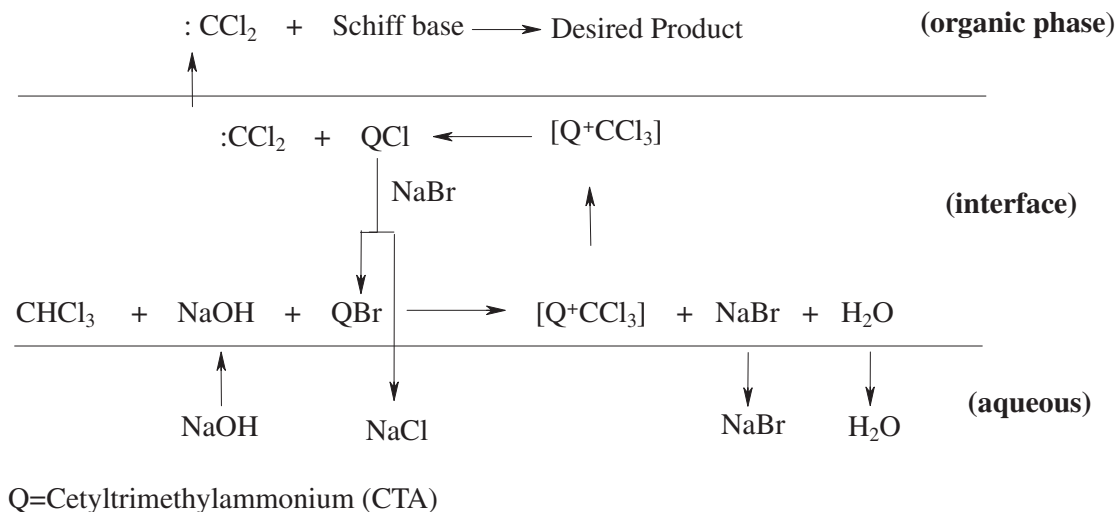 : CCl₂ + Schiff base Desired Product (organic phase)
:CCl₂ + QCl [Q⁺CCl₃]
NaBr
(interface)
CHCl₃ + NaOH + QBr [Q⁺CCl₃] + NaBr + H₂O
(aqueous)
NaOH NaCl NaBr H₂O
Q=Cetyltrimethylammonium (CTA)